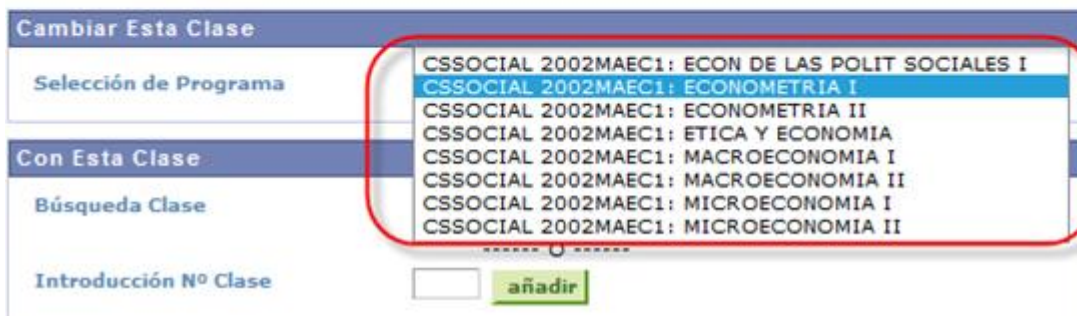 Cambiar Esta Clase
Selección de Programa
CSSOCIAL 2002MAEC1: ECON DE LAS POLIT SOCIALES I
CSSOCIAL 2002MAEC1: ECONOMETRIA I
CSSOCIAL 2002MAEC1: ECONOMETRIA II
CSSOCIAL 2002MAEC1: ETICA Y ECONOMIA
CSSOCIAL 2002MAEC1: MACROECONOMIA I
CSSOCIAL 2002MAEC1: MACROECONOMIA II
CSSOCIAL 2002MAEC1: MICROECONOMIA I
CSSOCIAL 2002MAEC1: MICROECONOMIA II
Con Esta Clase
Búsqueda Clase
------ O ------
Introducción Nº Clase
añadir